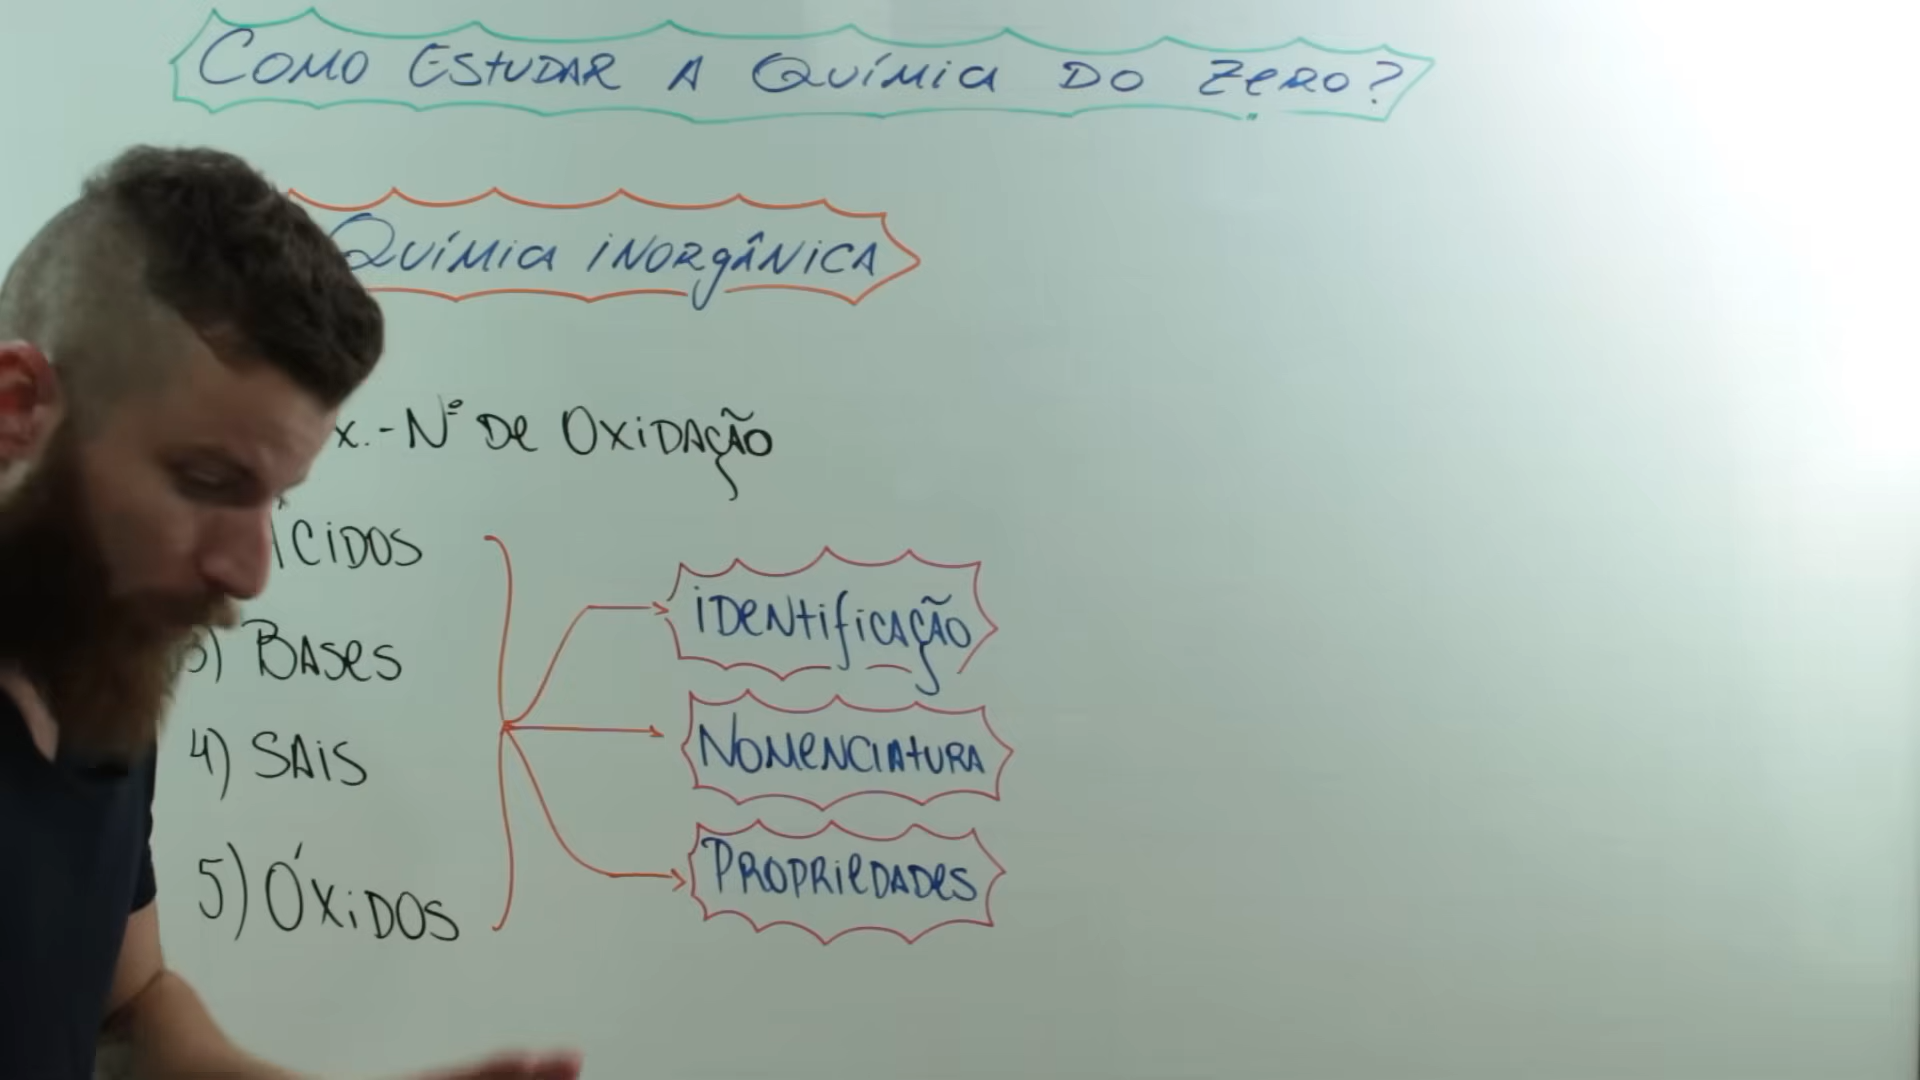 COMO ESTUDAR A QUÍMICA DO ZERO?
QUÍMICA INORGÂNICA
x. - Nº DE OXIDAÇÃO
CIDOS
3) BASES
4) SAIS
5) ÓXIDOS
IDENTIFICAÇÃO
NOMENCLATURA
PROPRIEDADES